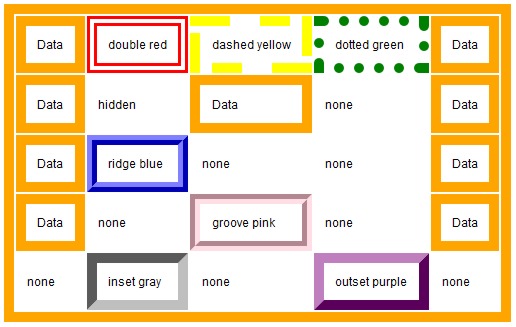 Data double red dashed yellow dotted green Data
Data hidden Data none Data
Data ridge blue none none Data
Data none groove pink none Data
none inset gray none outset purple none